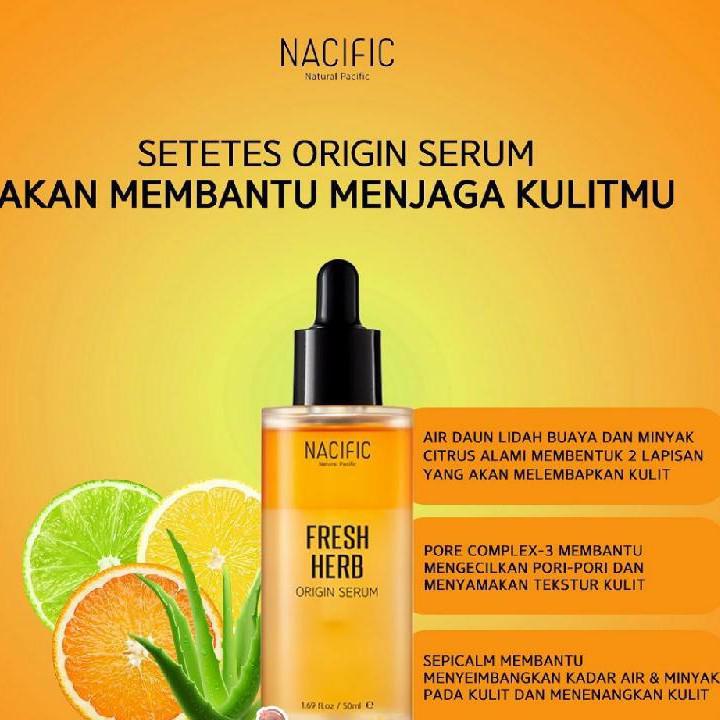 NACIFIC
Natural Pacific
SETETES ORIGIN SERUM
AKAN MEMBANTU MENJAGA KULITMU
NACIFIC
Natural Pacific
FRESH
HERB
ORIGIN SERUM
1.69 fl.oz / 50ml ℮
AIR DAUN LIDAH BUAYA DAN MINYAK
CITRUS ALAMI MEMBENTUK 2 LAPISAN
YANG AKAN MELEMBAPKAN KULIT
PORE COMPLEX-3 MEMBANTU
MENGECILKAN PORI-PORI DAN
MENYAMAKAN TEKSTUR KULIT
SEPICALM MEMBANTU
MENYEIMBANGKAN KADAR AIR & MINYAK
PADA KULIT DAN MENENANGKAN KULIT